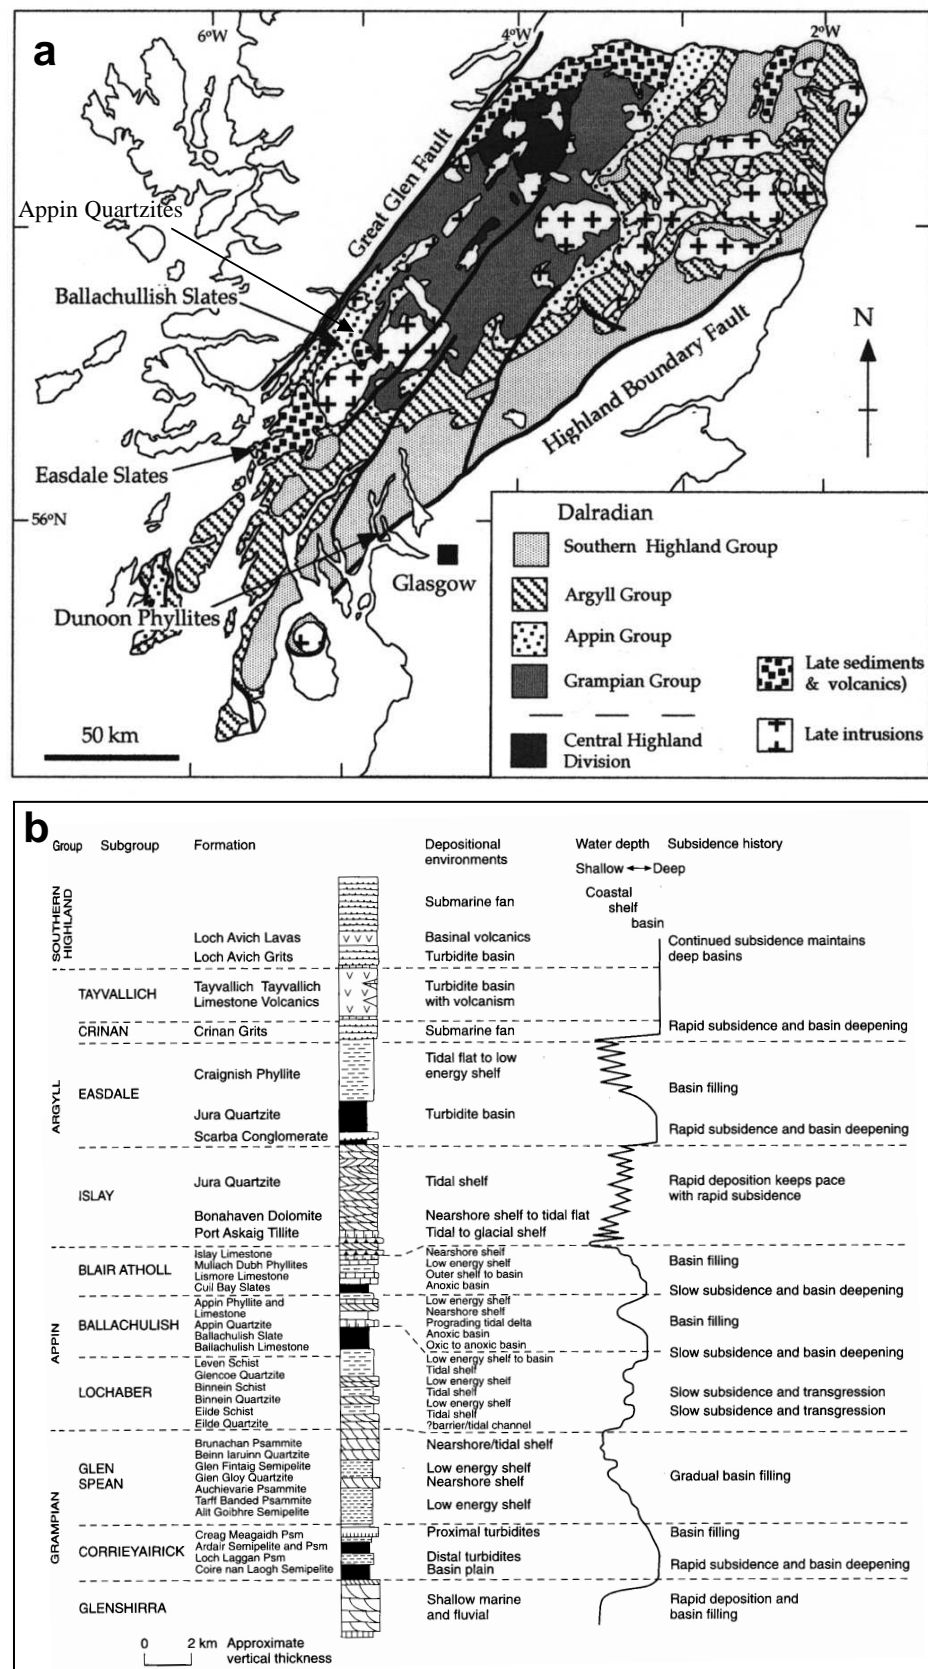 a
6ºW
4ºW
2ºW
Great Glen Fault
Appin Quartzites
Ballachullish Slates
N
Highland Boundary Fault
Easdale Slates
56ºN
Glasgow
Dunoon Phyllites
Dalradian
Southern Highland Group
Argyll Group
Appin Group
Grampian Group
Central Highland
Division
Late sediments
& volcanics)
Late intrusions
50 km
b
Group Subgroup Formation Depositional environments Water depth Subsidence history
Shallow Deep
Coastal
shelf
basin
SOUTHERN HIGHLAND
Submarine fan
Loch Avich Lavas Basinal volcanics Continued subsidence maintains deep basins
Loch Avich Grits Turbidite basin
ARGYLL
TAYVALLICH
Tayvallich Tayvallich
Limestone Volcanics
Turbidite basin
with volcanism
CRINAN Crinan Grits Submarine fan Rapid subsidence and basin deepening
EASDALE
Craignish Phyllite
Tidal flat to low
energy shelf
Basin filling
Jura Quartzite Turbidite basin
Scarba Conglomerate Rapid subsidence and basin deepening
ISLAY
Jura Quartzite Tidal shelf
Rapid deposition keeps pace
with rapid subsidence
Bonahaven Dolomite Nearshore shelf to tidal flat
Port Askaig Tillite Tidal to glacial shelf
APPIN
BLAIR ATHOLL
Islay Limestone Nearshore shelf Basin filling
Mullach Dubh Phyllites Low energy shelf
Lismore Limestone Outer shelf to basin
Cuil Bay Slates Anoxic basin Slow subsidence and basin deepening
BALLACHULISH
Appin Phyllite and Low energy shelf
Limestone Nearshore shelf
Appin Quartzite Prograding tidal delta Basin filling
Ballachulish Slate Anoxic basin
Ballachulish Limestone Oxic to anoxic basin Slow subsidence and basin deepening
LOCHABER
Leven Schist Low energy shelf to basin
Glencoe Quartzite Tidal shelf
Binnein Schist Low energy shelf
Binnein Quartzite Tidal shelf Slow subsidence and transgression
Eilde Schist Low energy shelf
Eilde Quartzite Tidal shelf Slow subsidence and transgression
?barrier/tidal channel
GRAMPIAN
GLEN
SPEAN
Brunachan Psammite Nearshore/tidal shelf
Beinn Iaruinn Quartzite
Glen Fintaig Semipelite Low energy shelf
Glen Gloy Quartzite Nearshore shelf Gradual basin filling
Auchievarie Psammite
Tarff Banded Psammite Low energy shelf
Alit Goibhre Semipelite
CORRIEYAIRICK
Creag Meagaidh Psm Proximal turbidites Basin filling
Ardair Semipelite and Psm
Loch Laggan Psm Distal turbidites
Coire nan Laogh Semipelite Basin plain Rapid subsidence and basin deepening
GLENSHIRRA
Shallow marine
and fluvial
Rapid deposition and
basin filling
0 2 km Approximate
vertical thickness